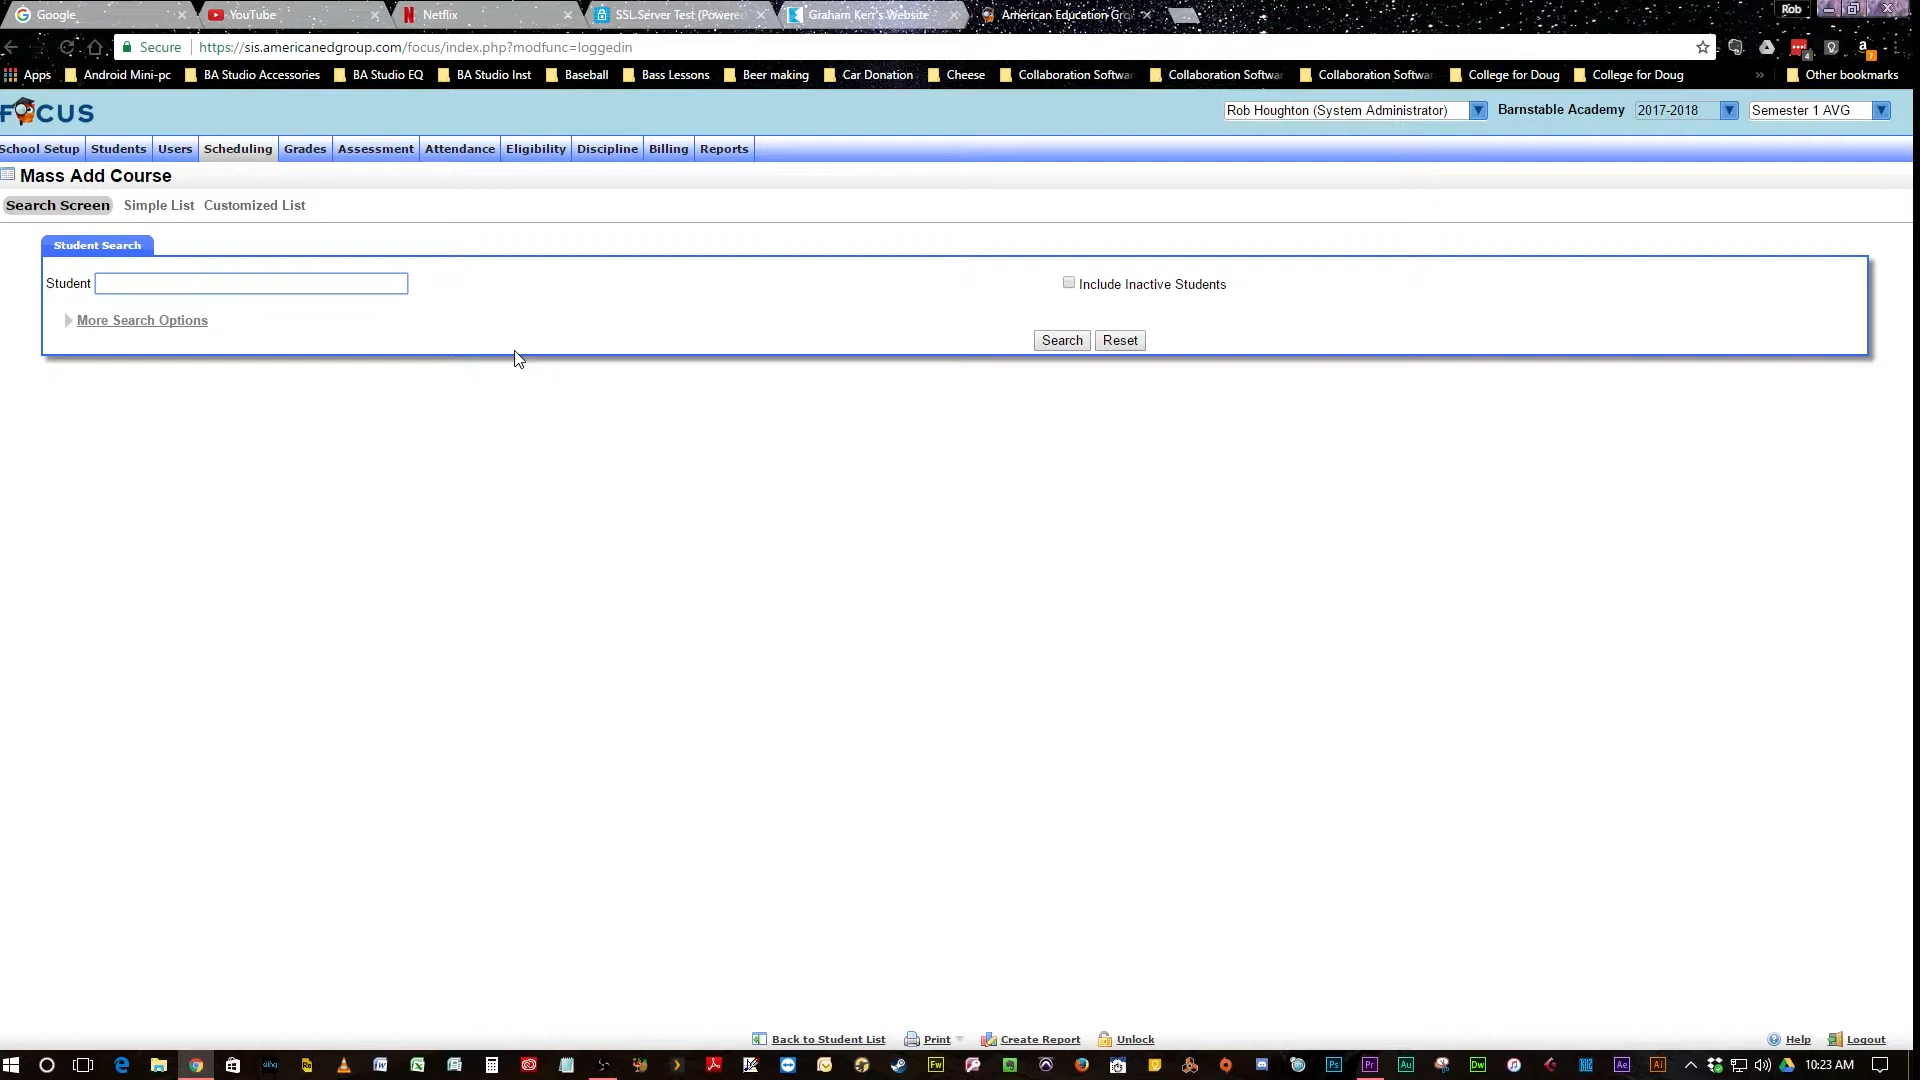 Google
YouTube
Netflix
SSL Server Test (Powered
Graham Kerr's Website -
American Education Gro
Rob
Secure
https://sis.americanedgroup.com/focus/index.php?modfunc=loggedin
Apps
Android Mini-pc
BA Studio Accessories
BA Studio EQ
BA Studio Inst
Baseball
Bass Lessons
Beer making
Car Donation
Cheese
Collaboration Softwa
Collaboration Softwa
Collaboration Softwa
College for Doug
College for Doug
»
Other bookmarks
FOCUS
Rob Houghton (System Administrator)
Barnstable Academy
2017-2018
Semester 1 AVG
School Setup
Students
Users
Scheduling
Grades
Assessment
Attendance
Eligibility
Discipline
Billing
Reports
Mass Add Course
Search Screen
Simple List
Customized List
Student Search
Student
Include Inactive Students
More Search Options
Search
Reset
Back to Student List
Print
Create Report
Unlock
Help
Logout
10:23 AM